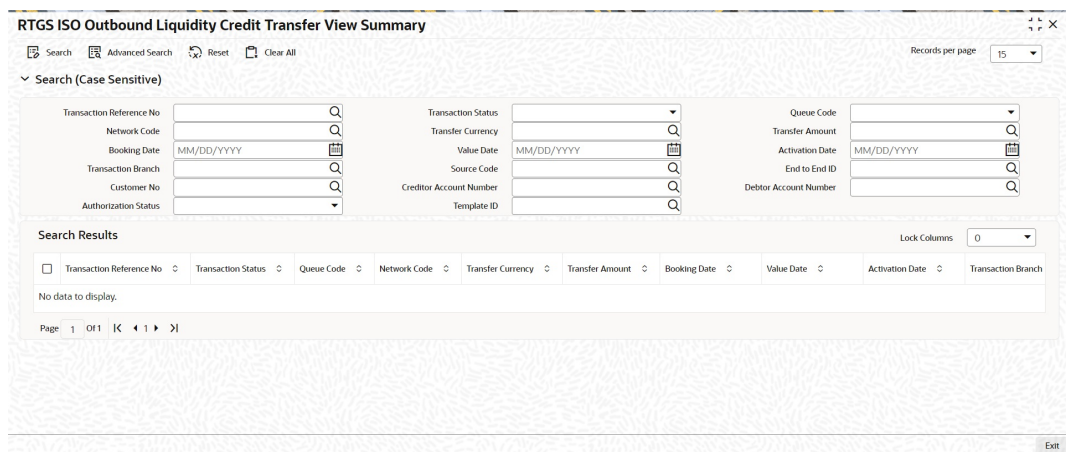 RTGS ISO Outbound Liquidity Credit Transfer View Summary
Search Advanced Search Reset Clear All Records per page 15
Search (Case Sensitive)
Transaction Reference No Transaction Status Queue Code
Network Code Transfer Currency Transfer Amount
Booking Date MM/DD/YYYY Value Date MM/DD/YYYY Activation Date MM/DD/YYYY
Transaction Branch Source Code End to End ID
Customer No Creditor Account Number Debtor Account Number
Authorization Status Template ID
Search Results Lock Columns 0
Transaction Reference No Transaction Status Queue Code Network Code Transfer Currency Transfer Amount Booking Date Value Date Activation Date Transaction Branch
No data to display.
Page 1 Of 1 1
Exit